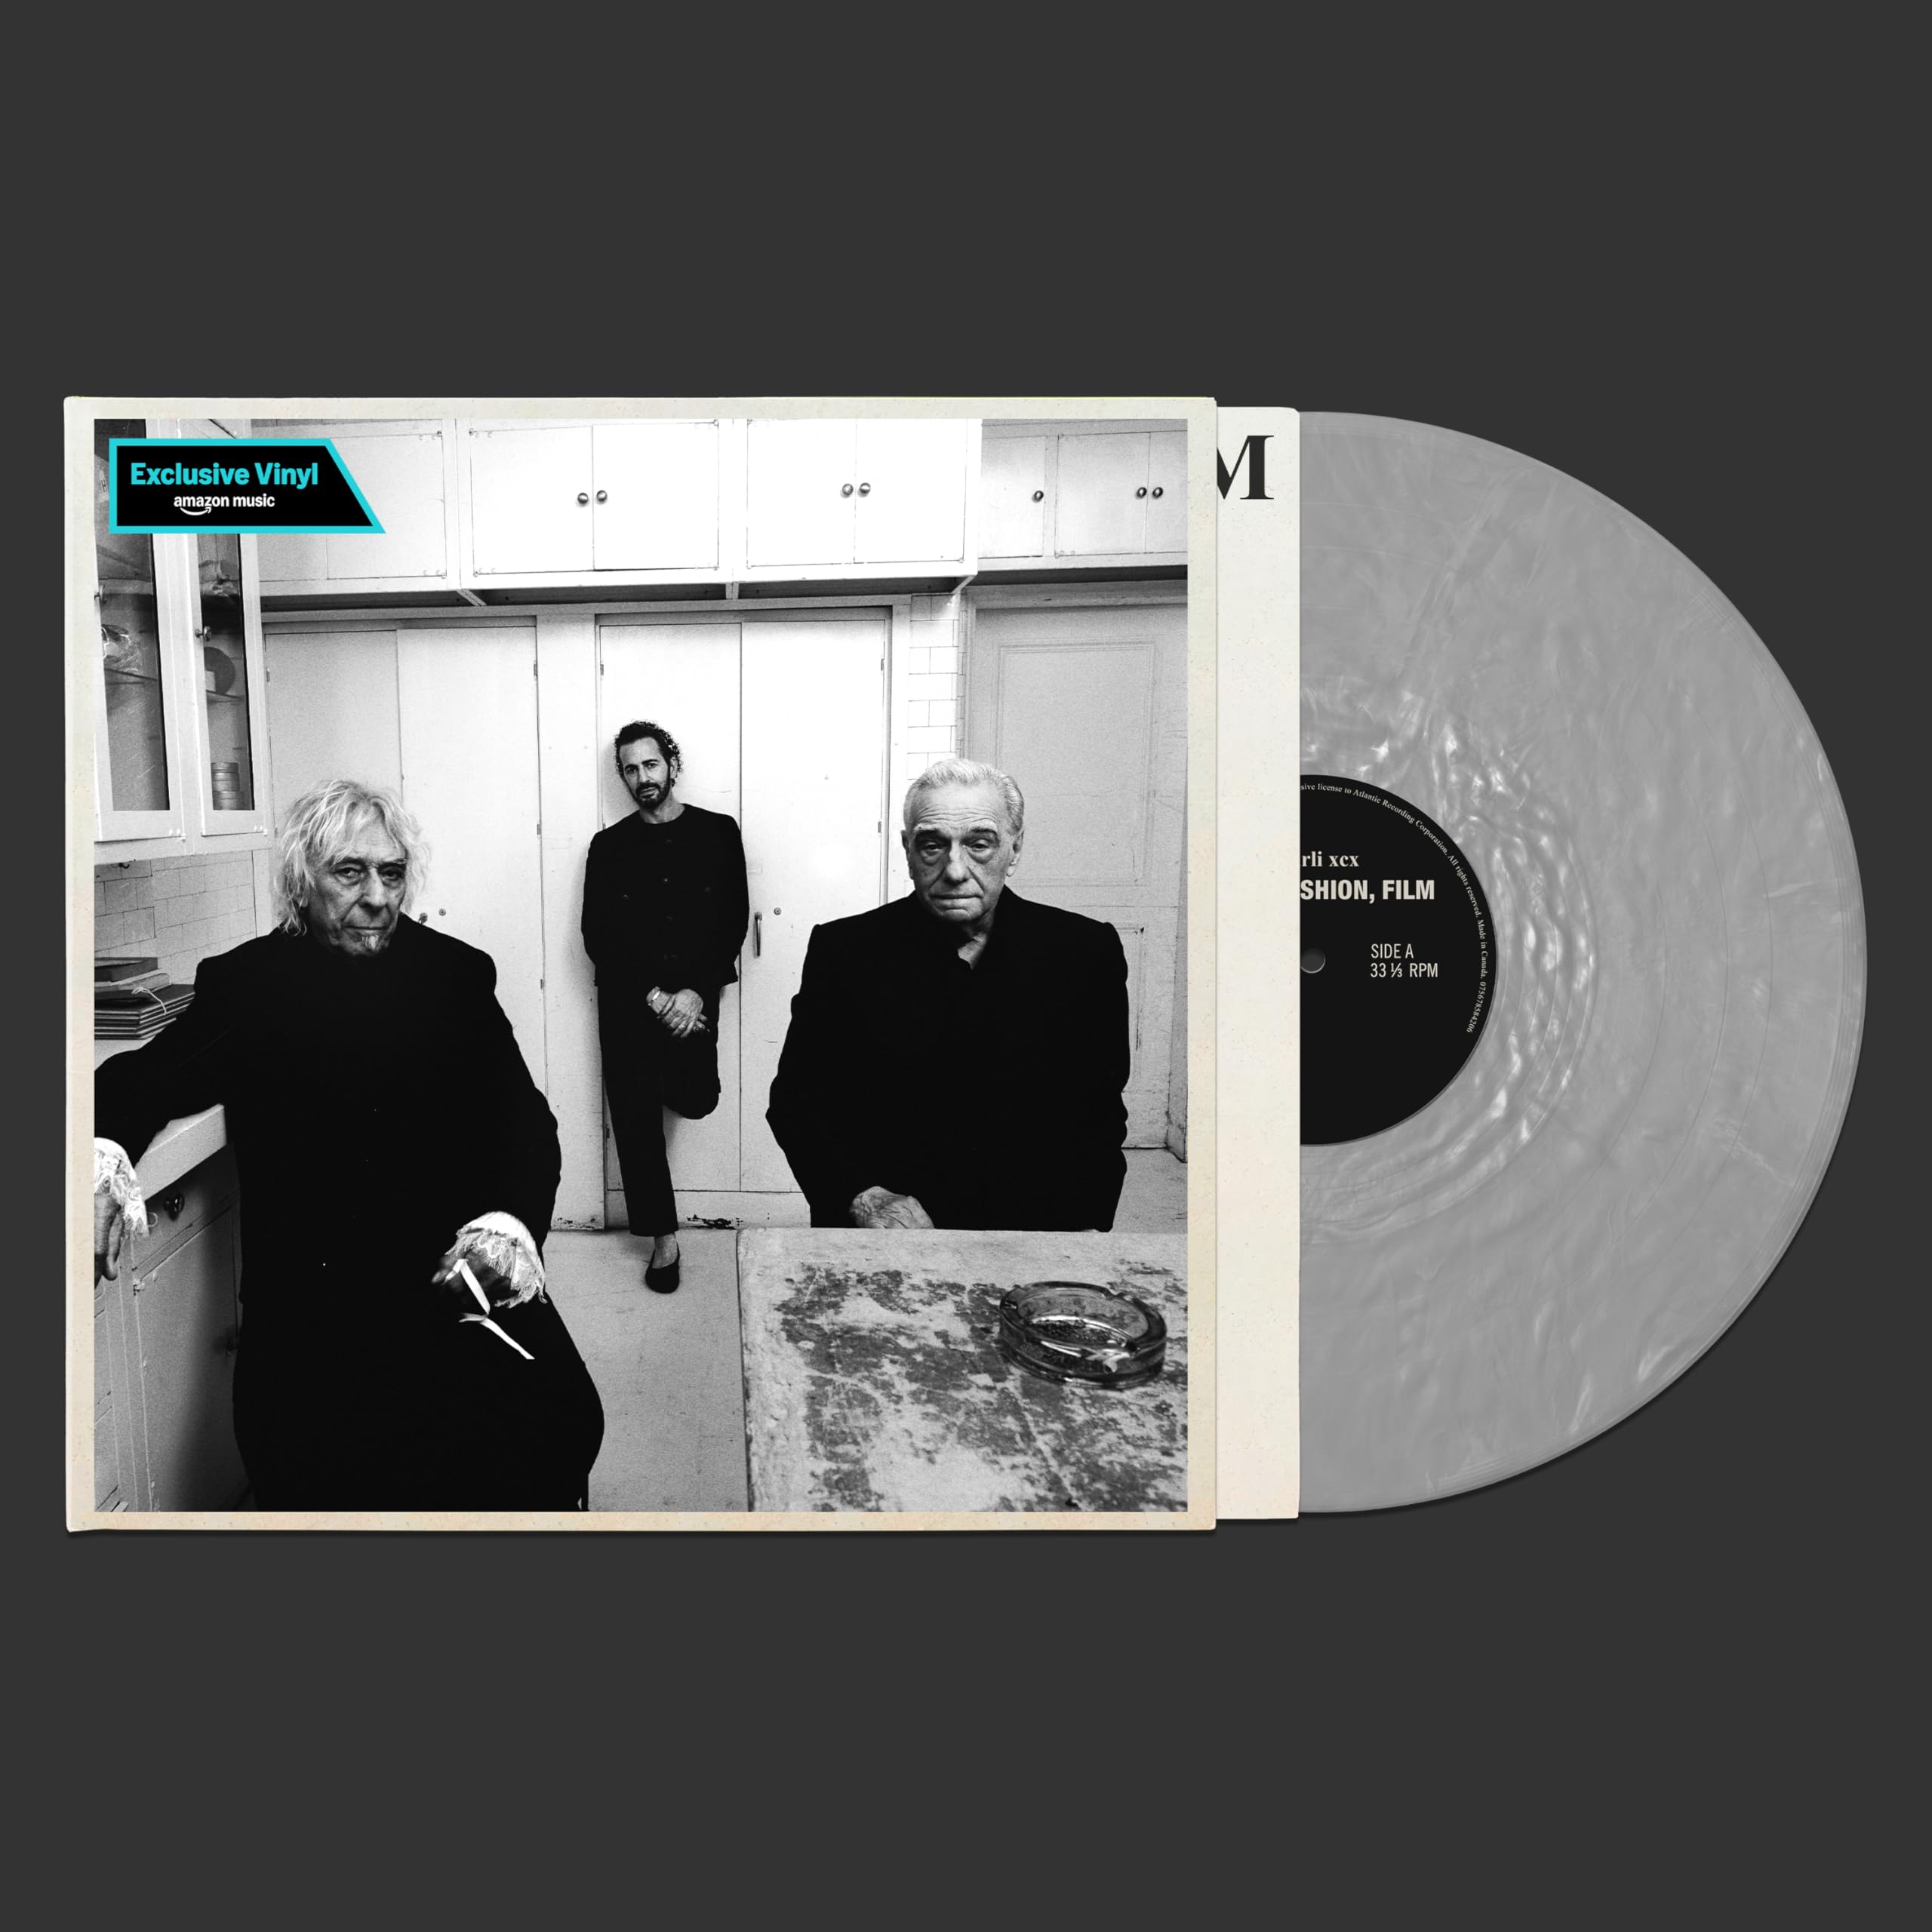 Exclusive Vinyl
amazon music
M
sive license to Atlantic Recording Corporation. All rights reserved. Made in Canada. 07567858420
rli xcx
SHION, FILM
SIDE A
33 ⅓ RPM